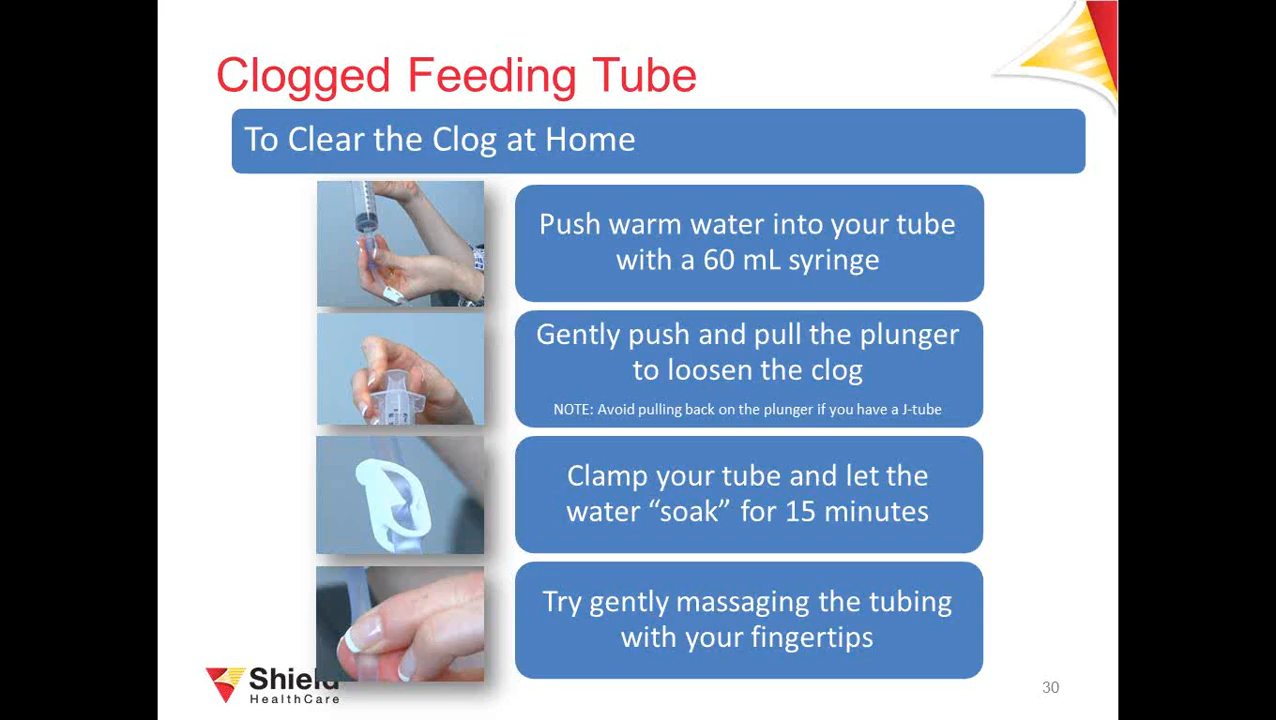 Clogged Feeding Tube
To Clear the Clog at Home
Push warm water into your tube
with a 60 mL syringe
Gently push and pull the plunger
to loosen the clog
NOTE: Avoid pulling back on the plunger if you have a J-tube
Clamp your tube and let the
water “soak” for 15 minutes
Try gently massaging the tubing
with your fingertips
Shield
HealthCare
30